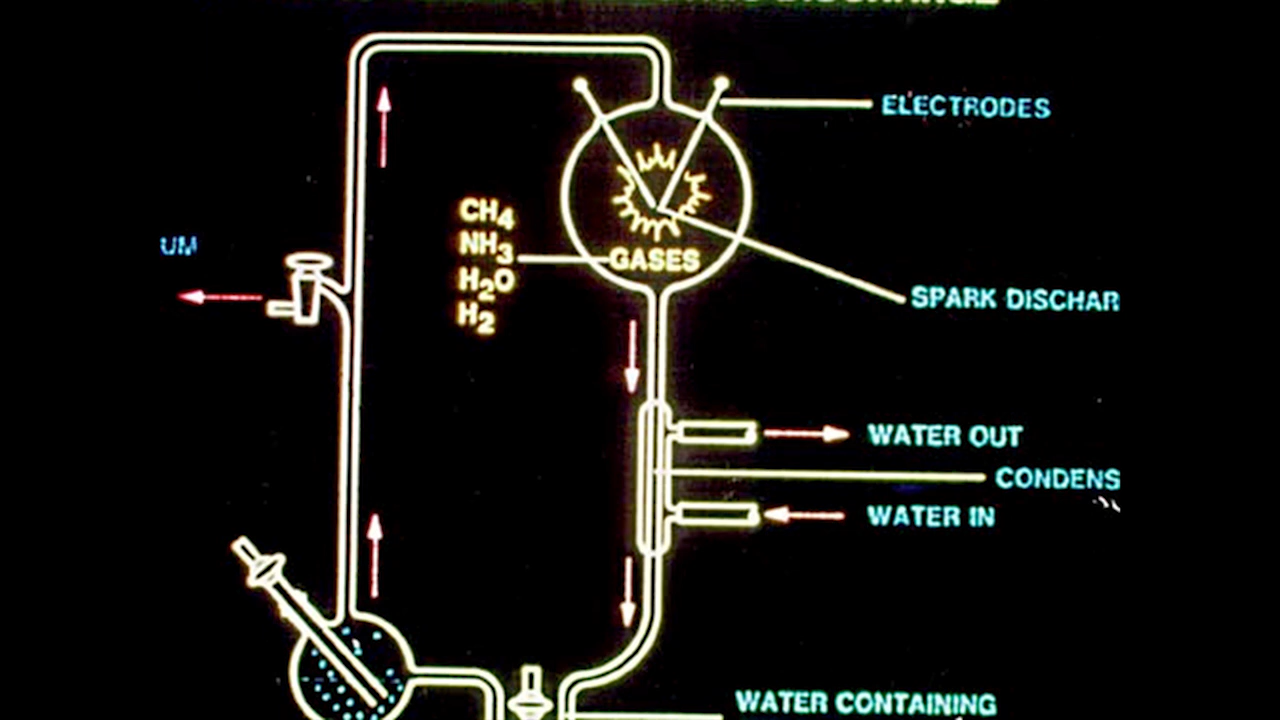 ELECTRODES
CH4
NH3
H2O
H2
GASES
UM
SPARK DISCHAR
WATER OUT
CONDENS
WATER IN
WATER CONTAINING